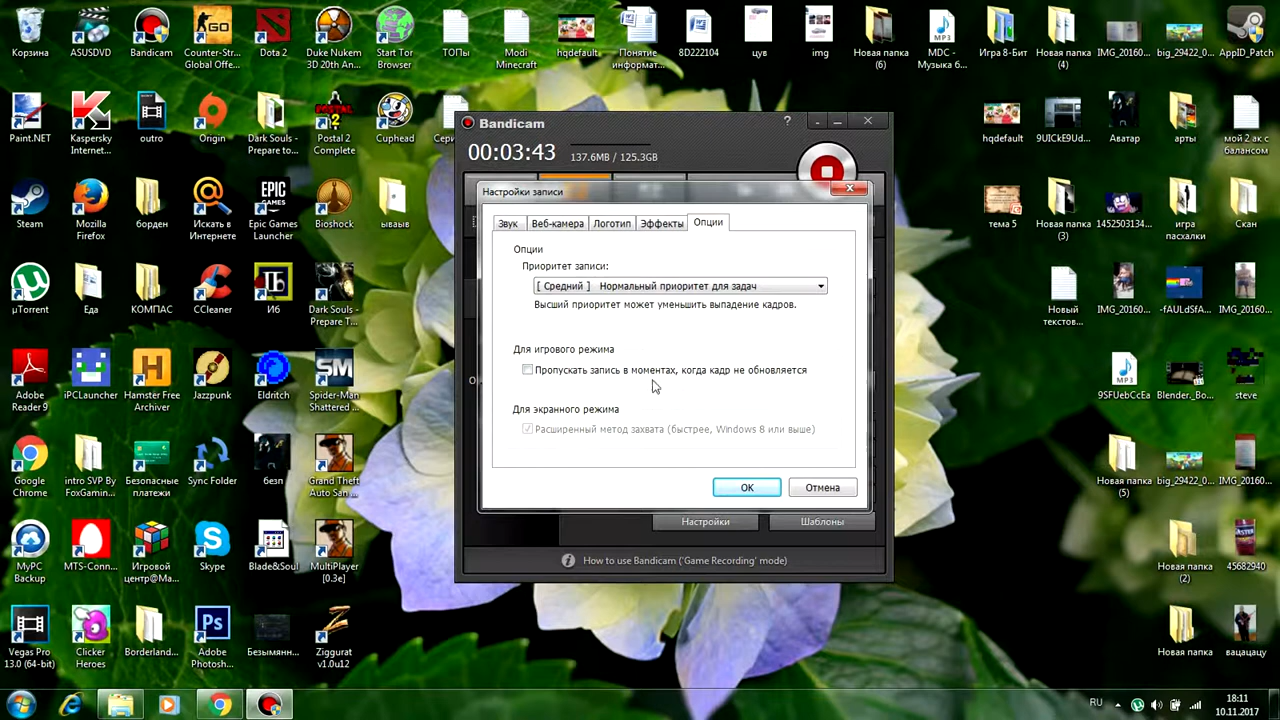 Корзина
ASUSDVD
Bandicam
Counter-Str...
Global Offe...
Dota 2
Duke Nukem
3D 20th An...
Start Tor
Browser
ТОПы
Modi
Minecraft
hqdefault
Понятие
информат...
8D222104
цув
img
Новая папка
(6)
MDC -
Музыка 6...
Игра 8-Бит
Новая папка
(4)
IMG_20160...
big_29422_0...
AppID_Patch
Paint.NET
Kaspersky
Internet...
outro
Origin
Dark Souls -
Prepare to...
Postal 2
Complete
Cuphead
hqdefault
9UlCkE9Ud...
Аватар
арты
мой 2 ак с
балансом
Bandicam
00:03:43
137.6MB / 125.3GB
Настройки записи
Звук
Веб-камера
Логотип
Эффекты
Опции
Опции
Приоритет записи:
[ Средний ] Нормальный приоритет для задач
Высший приоритет может уменьшить выпадение кадров.
Для игрового режима
Пропускать запись в моментах, когда кадр не обновляется
Для экранного режима
Расширенный метод захвата (быстрее, Windows 8 или выше)
OK
Отмена
Настройки
Шаблоны
How to use Bandicam ('Game Recording' mode)
Steam
Mozilla
Firefox
борден
Искать в
Интернете
Epic Games
Launcher
Bioshock
ывыаыв
тема 5
Новая папка
(3)
1452503134...
игра
пасхалки
Скан
µTorrent
Еда
КОМПАС
CCleaner
Иб
Dark Souls -
Prepare T...
Новый
текстов...
IMG_20160...
-fAULdSfA...
IMG_20160...
Adobe
Reader 9
iPCLauncher
Hamster Free
Archiver
Jazzpunk
Eldritch
Spider-Man
Shattered ...
9SFUebCcEa
Blender._Bo...
steve
Google
Chrome
intro SVP By
FoxGamin...
Безопасные
платежи
Sync Folder
безп
Grand Theft
Auto San ...
Новая папка
(5)
big_29422_0...
IMG_20160...
MyPC
Backup
MTS-Conn...
Игровой
центр@Ma...
Skype
Blade&Soul
MultiPlayer
[0.3e]
Новая папка
(2)
45682940
Vegas Pro
13.0 (64-bit)
Clicker
Heroes
Borderland...
Adobe
Photosh...
Безымянн...
Ziggurat
v1.0u12
Новая папка
вацацацу
RU
18:11
10.11.2017